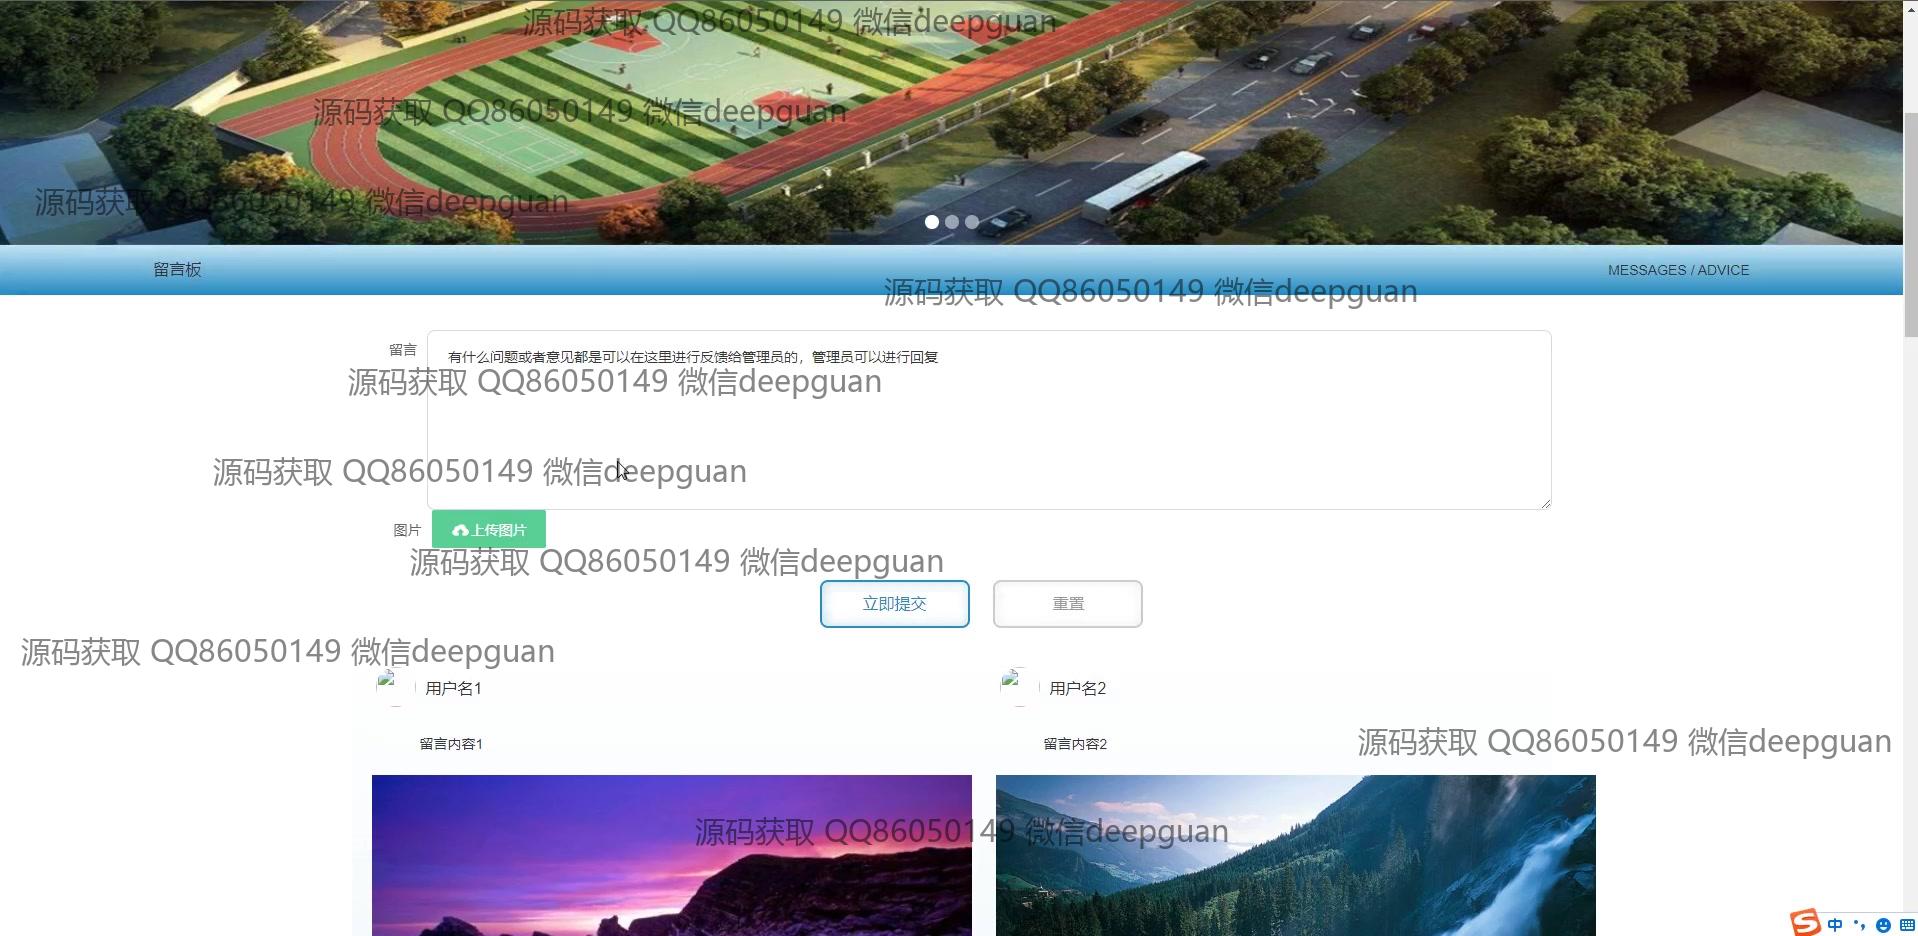 源码获取 QQ86050149 微信deepguan
源码获取 QQ86050149 微信deepguan
源码获取 QQ86050149 微信deepguan
留言板
MESSAGES / ADVICE
源码获取 QQ86050149 微信deepguan
留言
有什么问题或者意见都是可以在这里进行反馈给管理员的，管理员可以进行回复
源码获取 QQ86050149 微信deepguan
源码获取 QQ86050149 微信deepguan
图片
上传图片
源码获取 QQ86050149 微信deepguan
立即提交
重置
源码获取 QQ86050149 微信deepguan
用户名1
用户名2
留言内容1
留言内容2
源码获取 QQ86050149 微信deepguan
源码获取 QQ86050149 微信deepguan
中